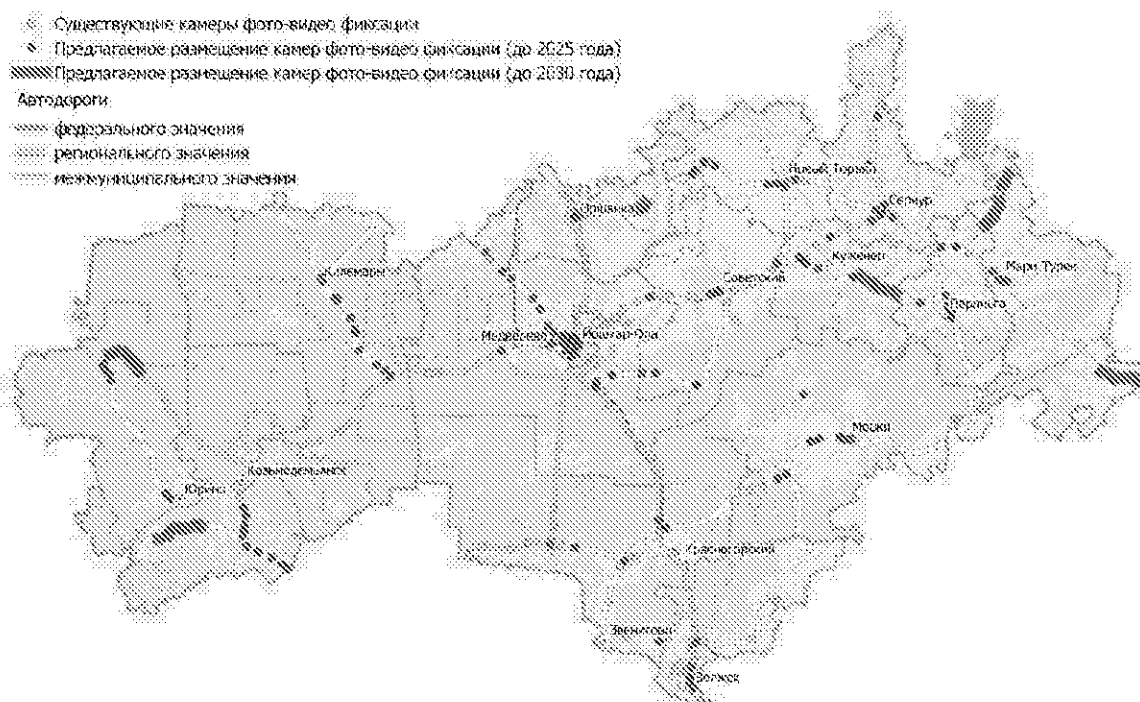 Существующие камеры фото-видео фиксации
Предлагаемое размещение камер фото-видео фиксации (до 2025 года)
Предлагаемое размещение камер фото-видео фиксации (до 2030 года)
Автодороги
федерального значения
регионального значения
межмуниципального значения
Новый Торъял
Оршанка
Сернур
Килемары
Советский
Куженер
Мари-Турек
Параньга
Медведево
Йошкар-Ола
Морки
Козьмодемьянск
Юрино
Красногорский
Звенигово
Волжск